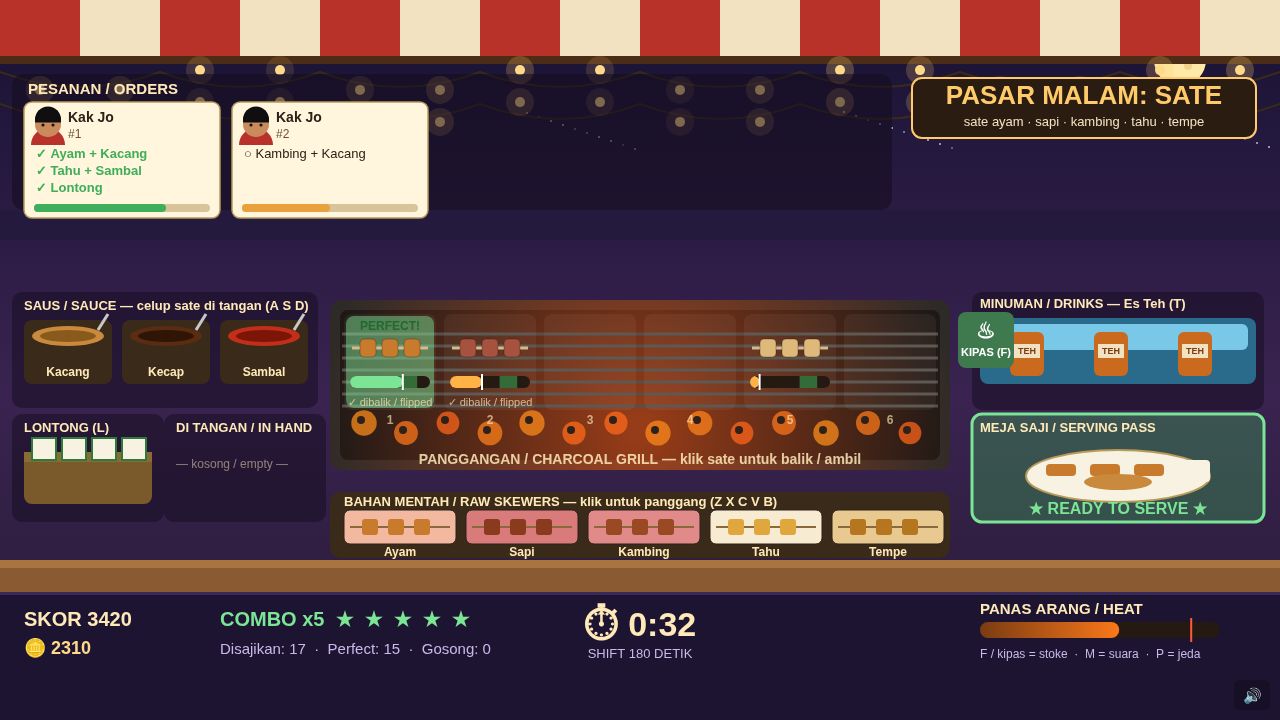 PESANAN / ORDERS
Kak Jo
#1
✓ Ayam + Kacang
✓ Tahu + Sambal
✓ Lontong
Kak Jo
#2
○ Kambing + Kacang
PASAR MALAM: SATE
sate ayam · sapi · kambing · tahu · tempe
SAUS / SAUCE — celup sate di tangan (A S D)
Kacang
Kecap
Sambal
LONTONG (L)
DI TANGAN / IN HAND
— kosong / empty —
PERFECT!
✓ dibalik / flipped
✓ dibalik / flipped
1 2 3 4 5 6
PANGGANGAN / CHARCOAL GRILL — klik sate untuk balik / ambil
BAHAN MENTAH / RAW SKEWERS — klik untuk panggang (Z X C V B)
Ayam
Sapi
Kambing
Tahu
Tempe
MINUMAN / DRINKS — Es Teh (T)
♨
KIPAS (F)
TEH
TEH
TEH
MEJA SAJI / SERVING PASS
★ READY TO SERVE ★
SKOR 3420
2310
COMBO x5 ★ ★ ★ ★ ★
Disajikan: 17 · Perfect: 15 · Gosong: 0
0:32
SHIFT 180 DETIK
PANAS ARANG / HEAT
F / kipas = stoke · M = suara · P = jeda